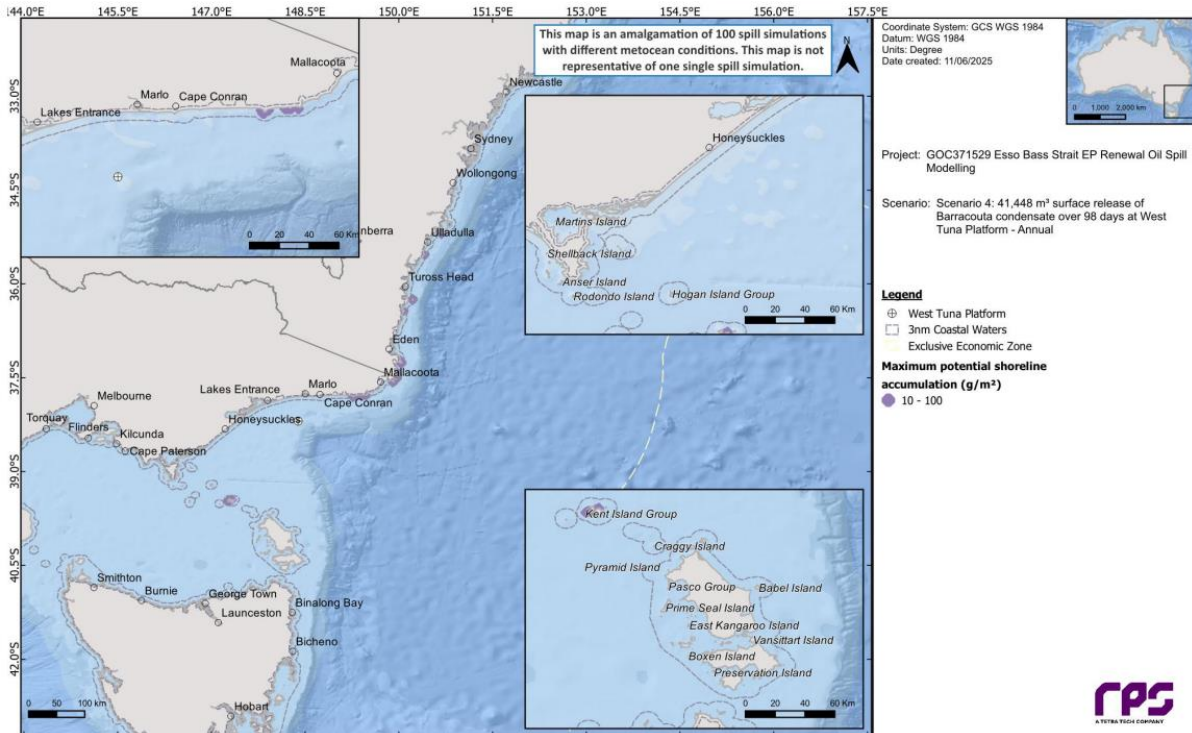 144.0°E
145.5°E
147.0°E
148.5°E
150.0°E
151.5°E
153.0°E
154.5°E
156.0°E
157.5°E
33.0°S
34.5°S
36.0°S
37.5°S
39.0°S
40.5°S
42.0°S
This map is an amalgamation of 100 spill simulations
with different metocean conditions. This map is not
representative of one single spill simulation.
N
Mallacoota
Marlo
Cape Conran
Lakes Entrance
0 20 40 60 Km
Newcastle
Sydney
Wollongong
anberra
Ulladulla
Tuross Head
Eden
Mallacoota
Lakes Entrance
Marlo
Cape Conran
Melbourne
Torquay
Flinders
Kilcunda
Honeysuckles
Cape Paterson
Smithton
Burnie
George Town
Launceston
Binalong Bay
Bicheno
Hobart
0 50 100 km
Honeysuckles
Martins Island
Shellback Island
Anser Island
Rodondo Island
Hogan Island Group
0 20 40 60 Km
Kent Island Group
Craggy Island
Pyramid Island
Pasco Group
Babel Island
Prime Seal Island
East Kangaroo Island
Vansittart Island
Boxen Island
Preservation Island
0 20 40 60 Km
Coordinate System: GCS WGS 1984
Datum: WGS 1984
Units: Degree
Date created: 11/06/2025
0 1,000 2,000 km
Project: GOC371529 Esso Bass Strait EP Renewal Oil Spill
Modelling
Scenario: Scenario 4: 41,448 m³ surface release of
Barracouta condensate over 98 days at West
Tuna Platform - Annual
Legend
West Tuna Platform
3nm Coastal Waters
Exclusive Economic Zone
Maximum potential shoreline
accumulation (g/m²)
10 - 100
rps
A TETRA TECH COMPANY